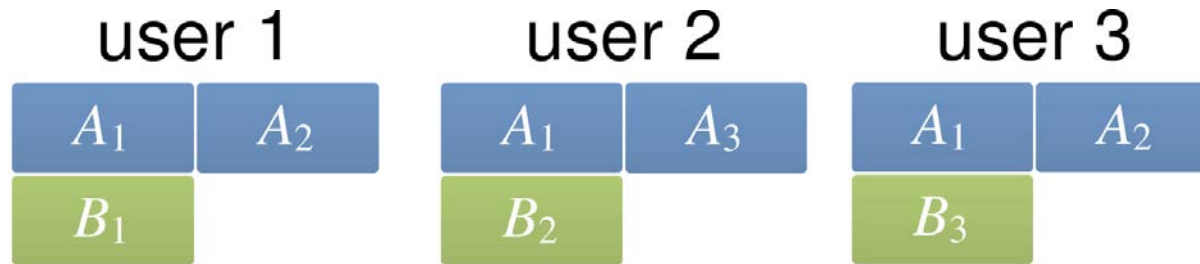 user 1 user 2 user 3
A₁ A₂ A₁ A₃ A₁ A₂
B₁ B₂ B₃